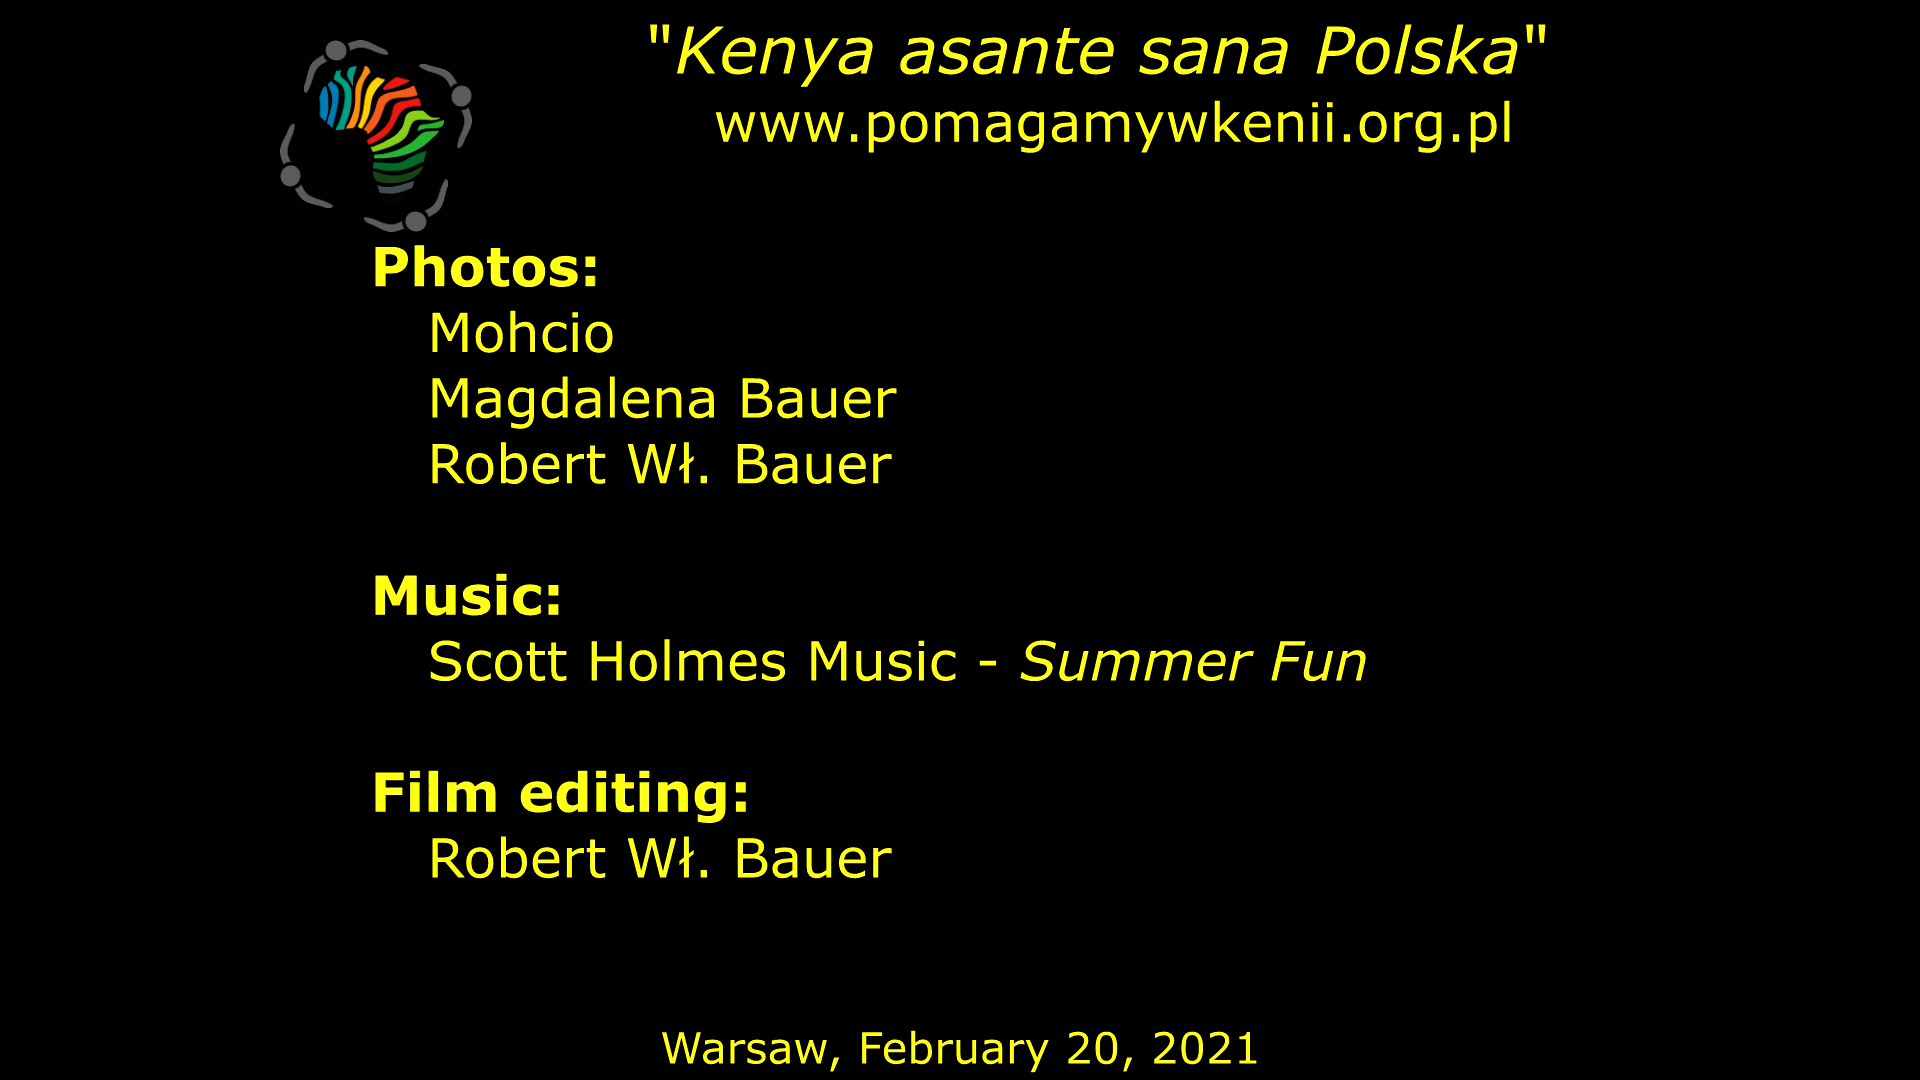 "Kenya asante sana Polska"
www.pomagamywkenii.org.pl
Photos:
Mohcio
Magdalena Bauer
Robert Wł. Bauer
Music:
Scott Holmes Music - Summer Fun
Film editing:
Robert Wł. Bauer
Warsaw, February 20, 2021